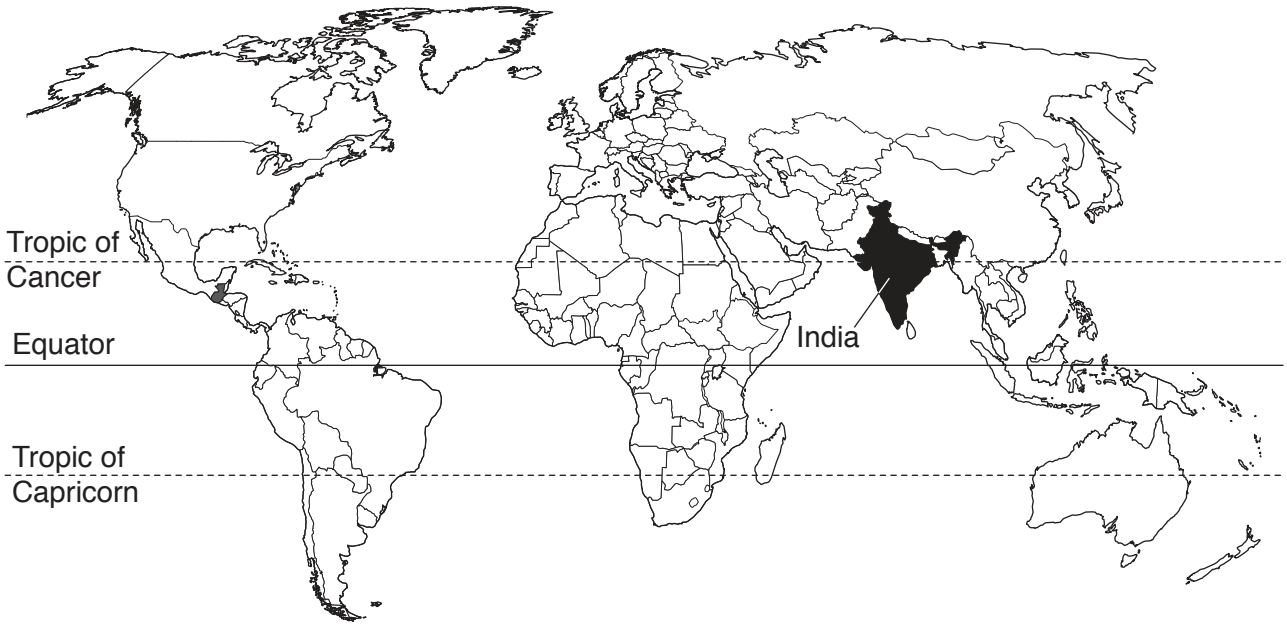 Tropic of
Cancer
Equator
India
Tropic of
Capricorn